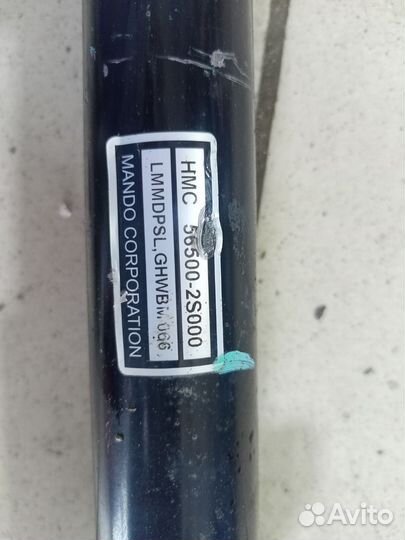 HMC 56500-2S000
LMMDPSL,GHWBM066
MANDO CORPORATION
Avito